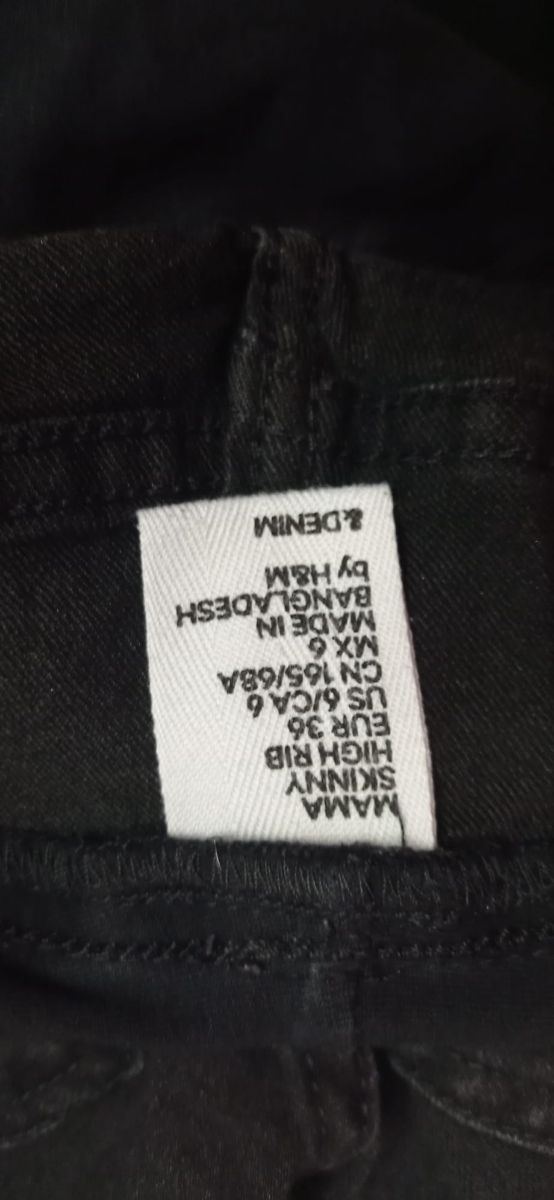 MAMA
SKINNY
HIGH RIB
EUR 36
US 6/CA 6
CN 165/68A
MX 6
MADE IN
BANGLADESH
by H&M
&DENIM